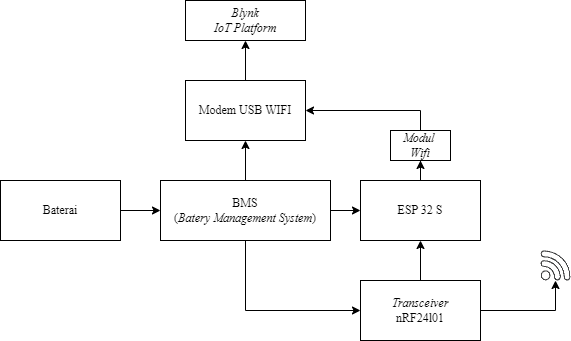 Blynk
IoT Platform
Modem USB WIFI
Modul
Wifi
Baterai
BMS
(Batery Management System)
ESP 32 S
Transceiver
nRF24l01